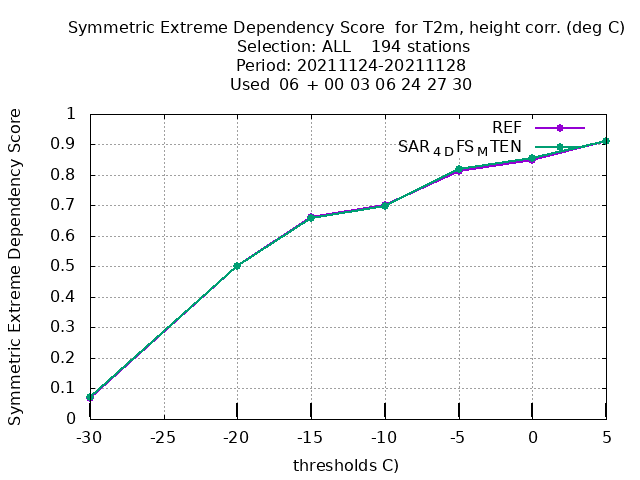 Symmetric Extreme Dependency Score for T2m, height corr. (deg C)
Selection: ALL 194 stations
Period: 20211124-20211128
Used 06 + 00 03 06 24 27 30
Symmetric Extreme Dependency Score
1
0.9
0.8
0.7
0.6
0.5
0.4
0.3
0.2
0.1
0
REF
SAR4DFSMTEN
-30 -25 -20 -15 -10 -5 0 5
thresholds C)